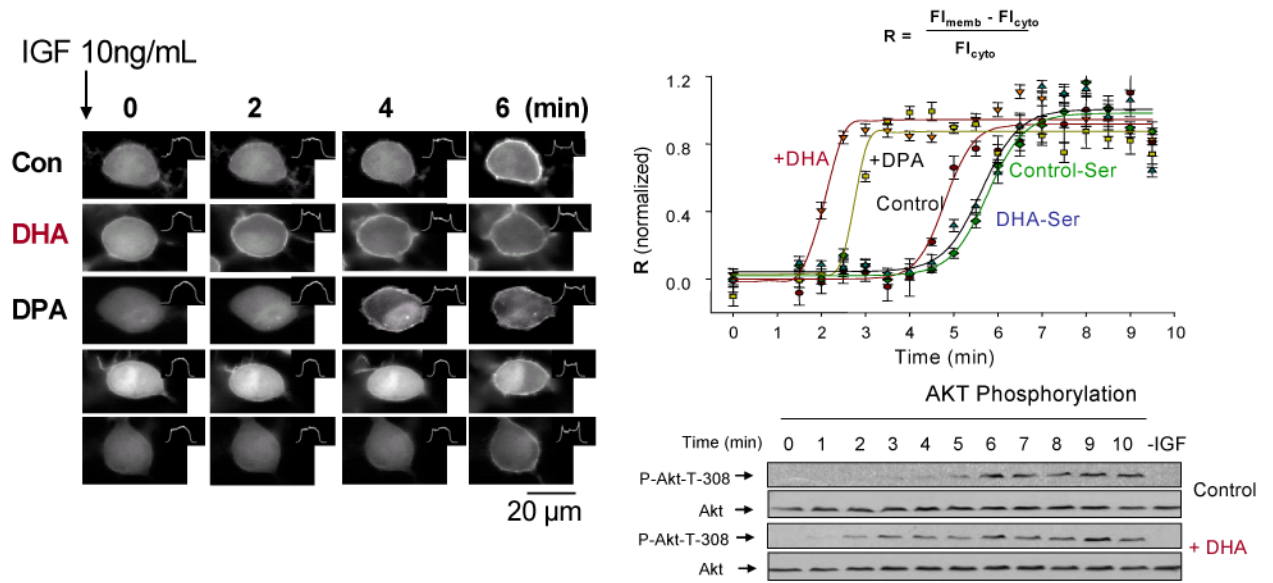 IGF 10ng/mL
0 2 4 6 (min)
Con
DHA
DPA
20 μm
R = FI_memb - FI_cyto
FI_cyto
1.2
0.8
0.4
0.0
R (normalized)
+DHA
+DPA
Control
Control-Ser
DHA-Ser
0 1 2 3 4 5 6 7 8 9 10
Time (min)
AKT Phosphorylation
Time (min) 0 1 2 3 4 5 6 7 8 9 10 -IGF
P-Akt-T-308
Akt
Control
P-Akt-T-308
Akt
+ DHA